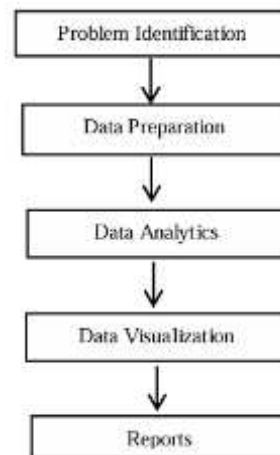 Problem Identification
Data Preparation
Data Analytics
Data Visualization
Reports